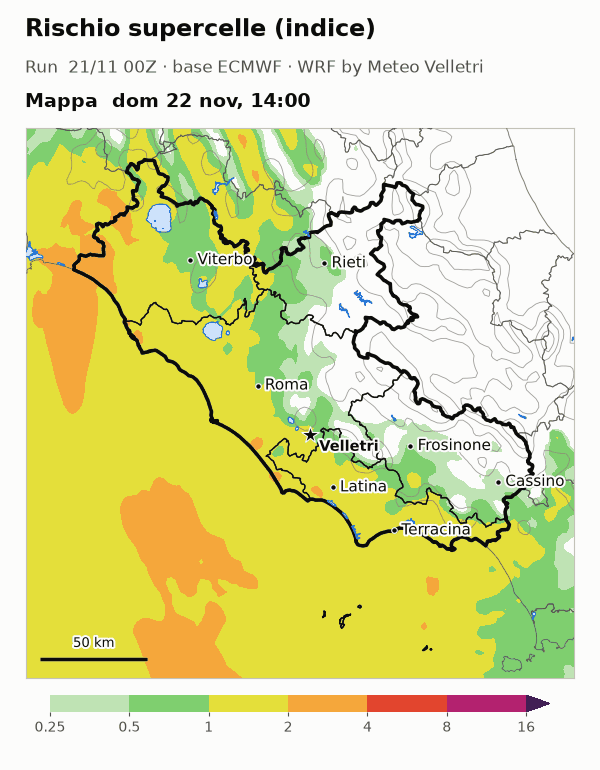 Rischio supercelle (indice)
Run  21/11 00Z · base ECMWF · WRF by Meteo Velletri
Mappa  dom 22 nov, 14:00
Viterbo
Rieti
Roma
Velletri
Frosinone
Cassino
Latina
Terracina
50 km
0.25 0.5 1 2 4 8 16